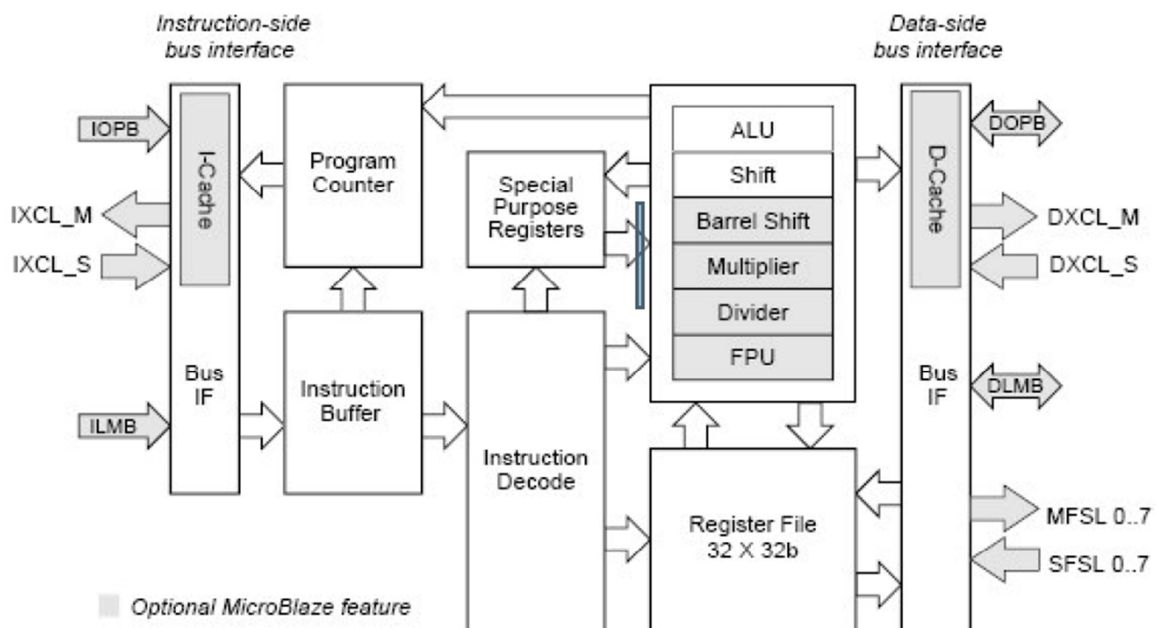 Instruction-side
bus interface
Data-side
bus interface
IOPB
I-Cache
IXCL_M
IXCL_S
Bus
IF
ILMB
Program
Counter
Instruction
Buffer
Special
Purpose
Registers
Instruction
Decode
ALU
Shift
Barrel Shift
Multiplier
Divider
FPU
Register File
32 X 32b
D-Cache
Bus
IF
DOPB
DXCL_M
DXCL_S
DLMB
MFSL 0..7
SFSL 0..7
Optional MicroBlaze feature